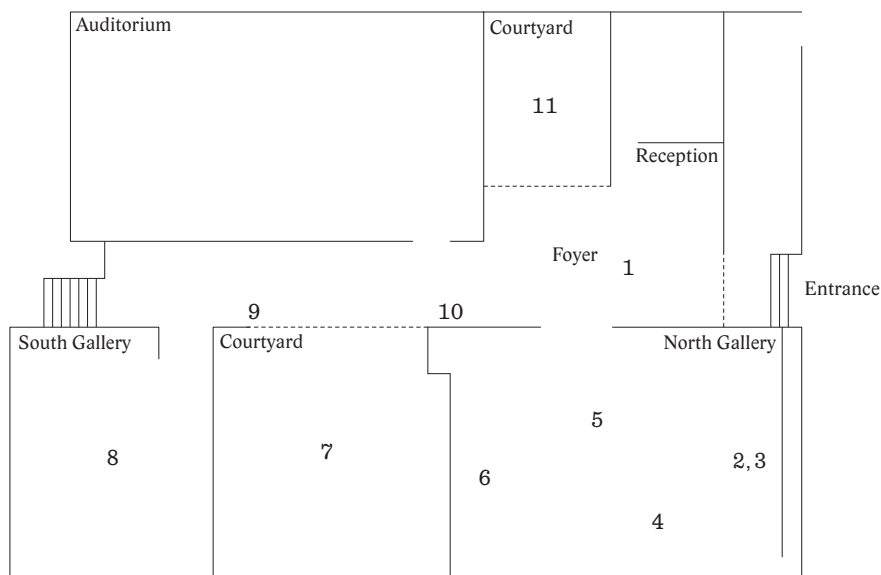 Auditorium
Courtyard
11
Reception
Foyer
1
Entrance
9
10
South Gallery
Courtyard
North Gallery
5
7
8
2, 3
6
4